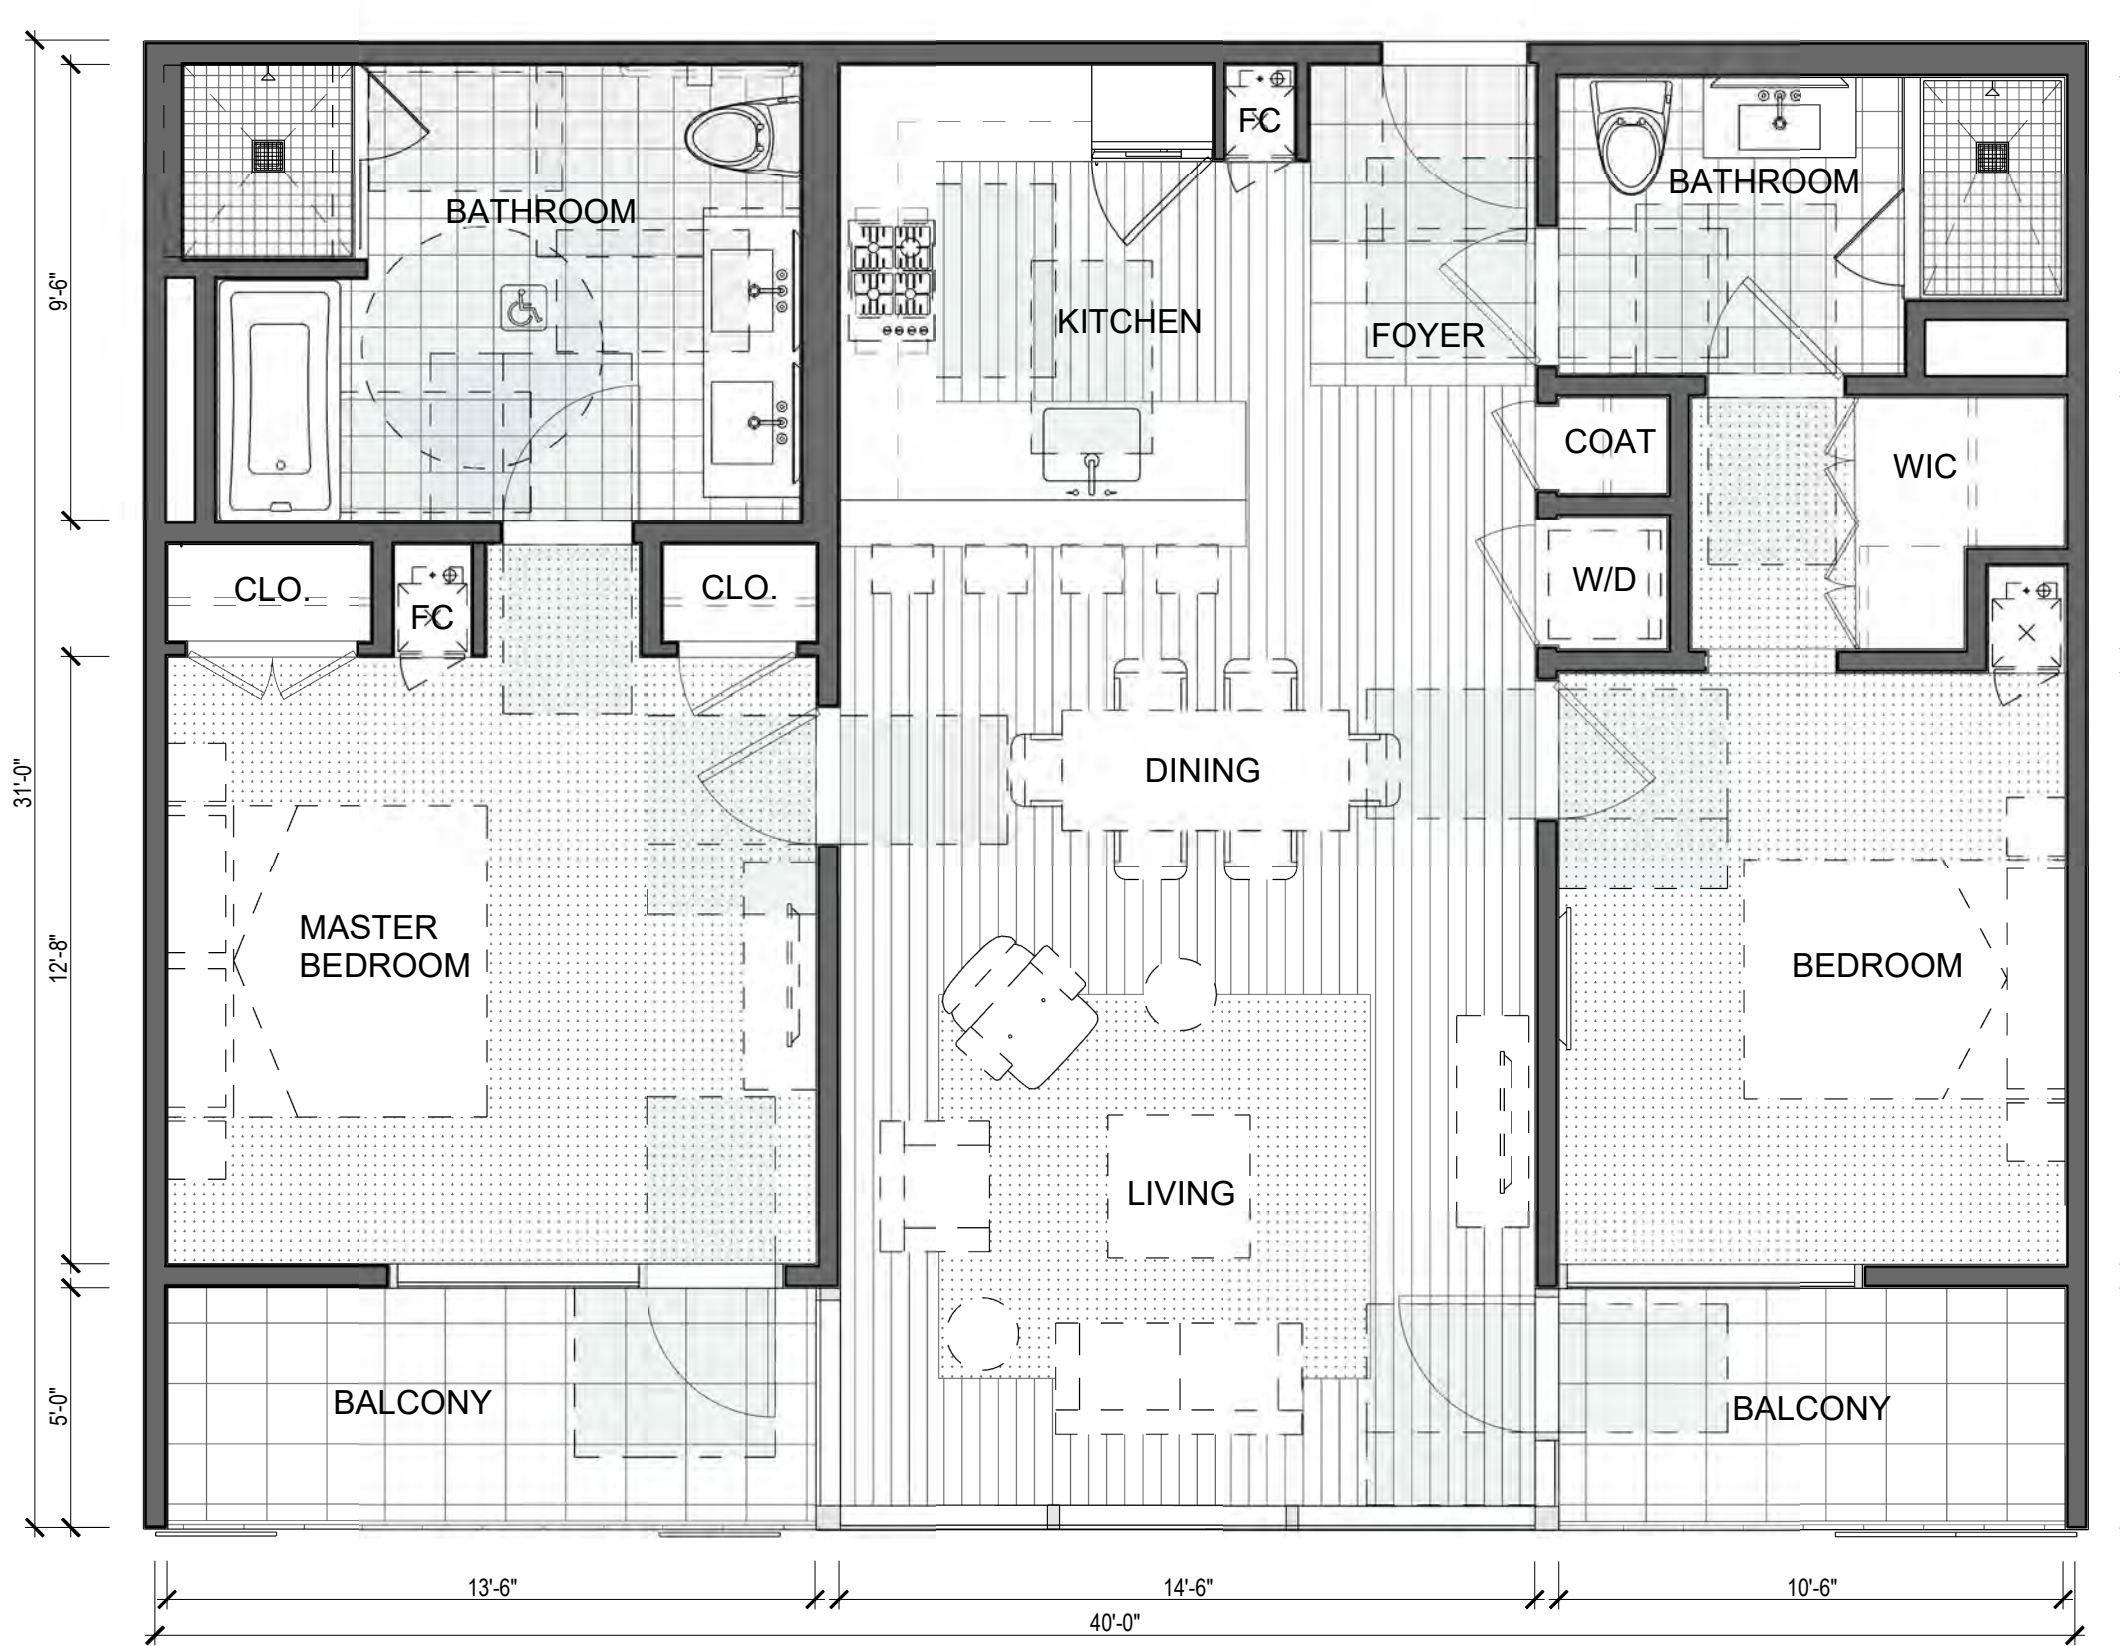 FC
BATHROOM
BATHROOM
9'-6"
KITCHEN
FOYER
COAT
WIC
CLO.
FC
CLO.
W/D
31'-0"
DINING
12'-8"
MASTER
BEDROOM
BEDROOM
LIVING
5'-0"
BALCONY
BALCONY
13'-6"
14'-6"
10'-6"
40'-0"